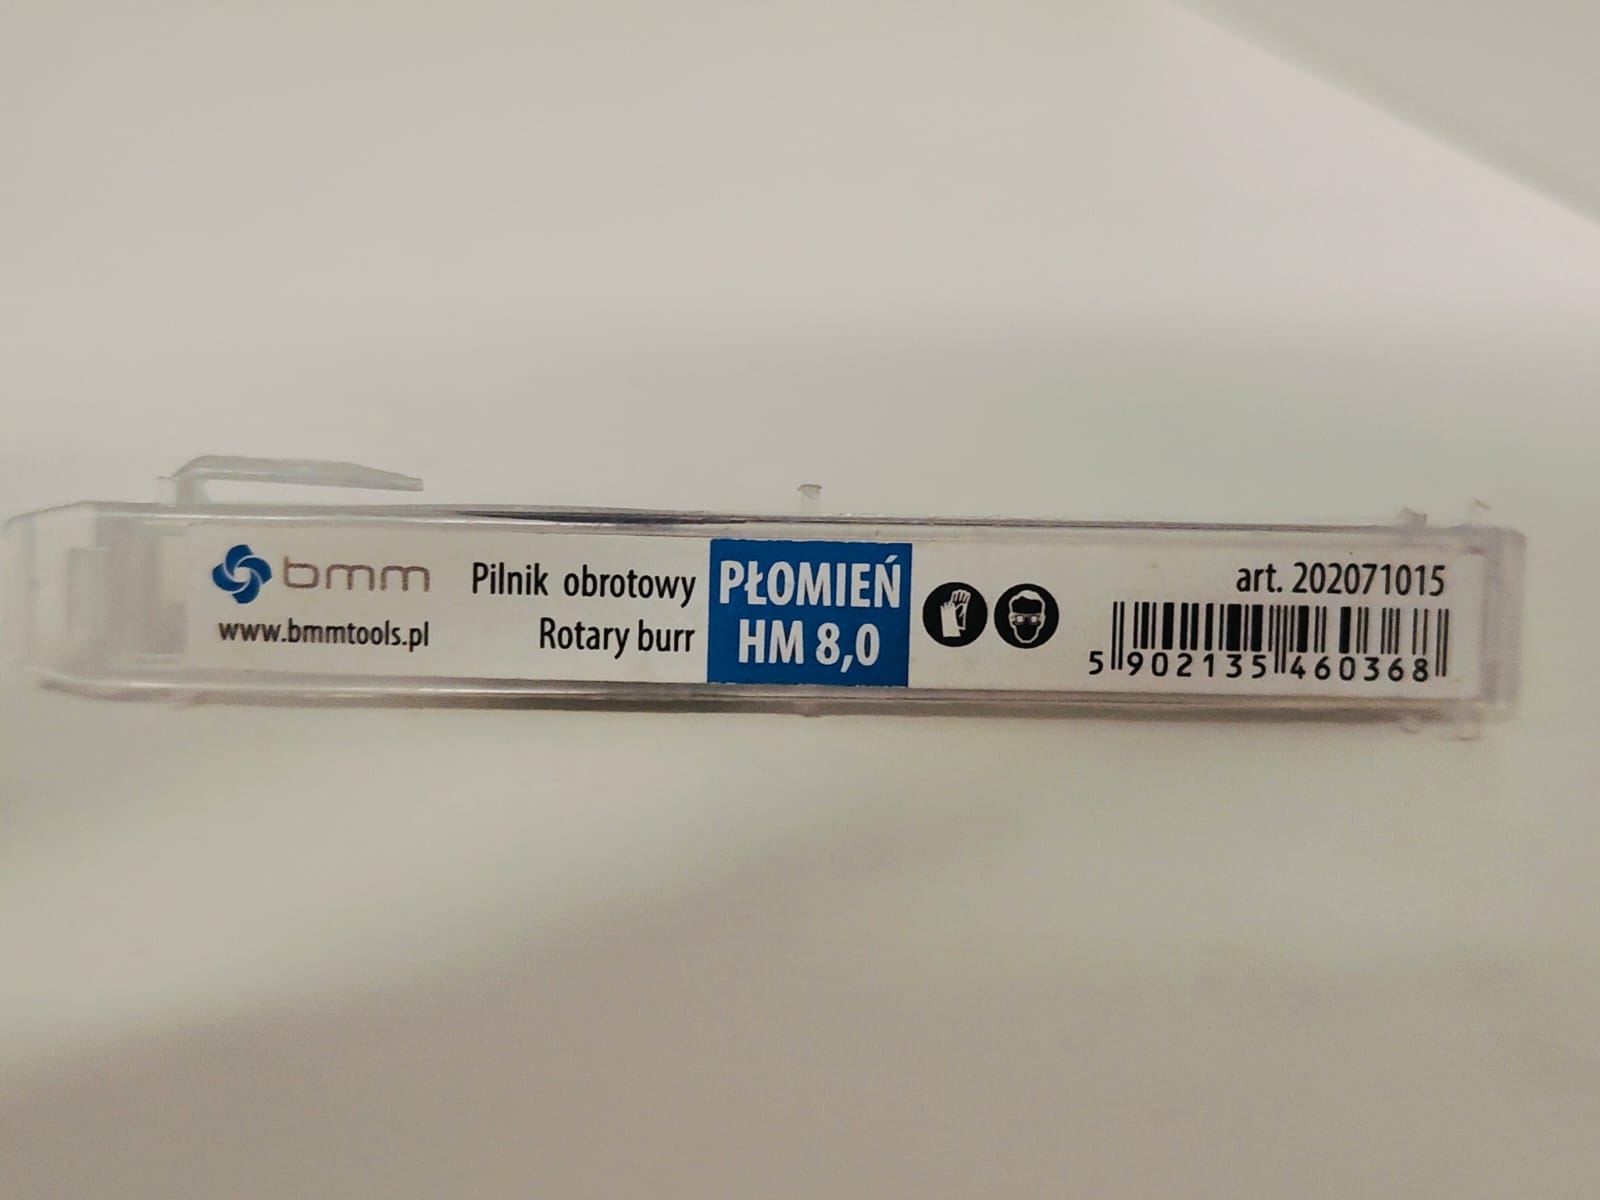 bmm
www.bmmtools.pl
Pilnik obrotowy
Rotary burr
PŁOMIEŃ
HM 8,0
art. 202071015
5 902135 460368